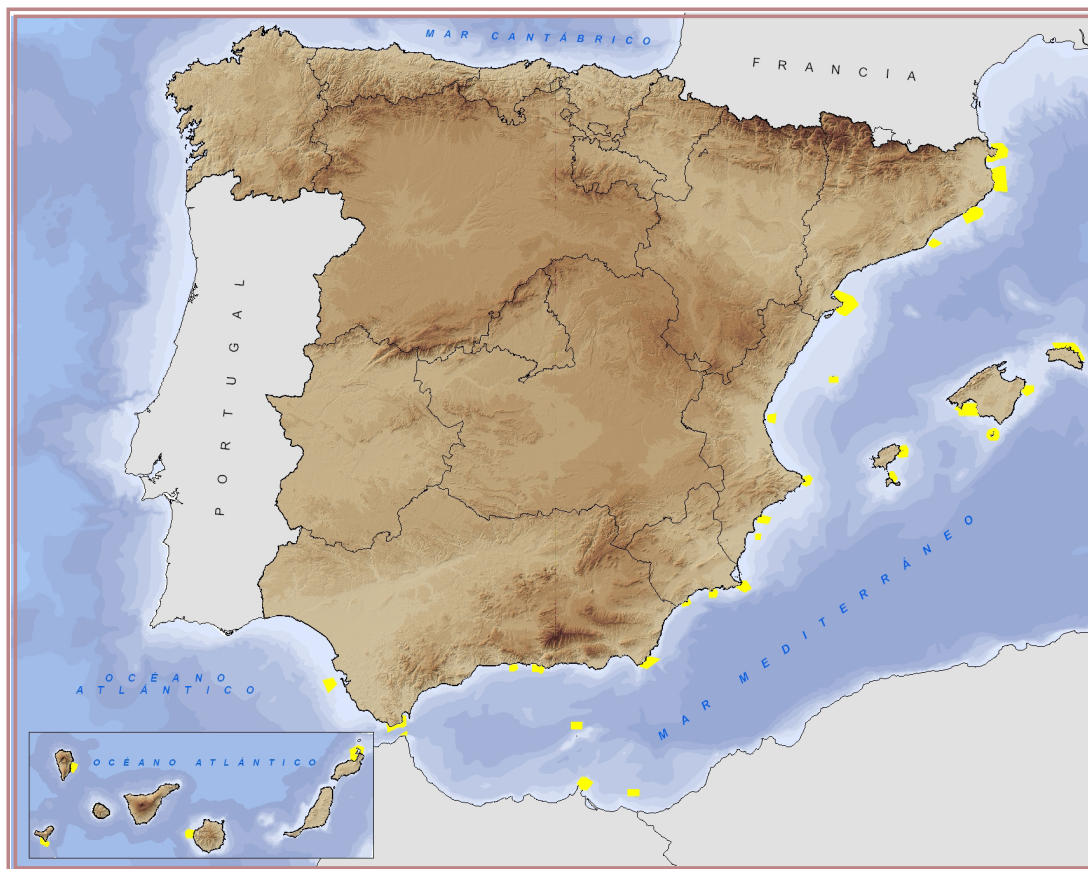 MAR CANTÁBRICO
FRANCIA
PORTUGAL
MAR MEDITERRÁNEO
OCÉANO
ATLÁNTICO
OCÉANO ATLÁNTICO